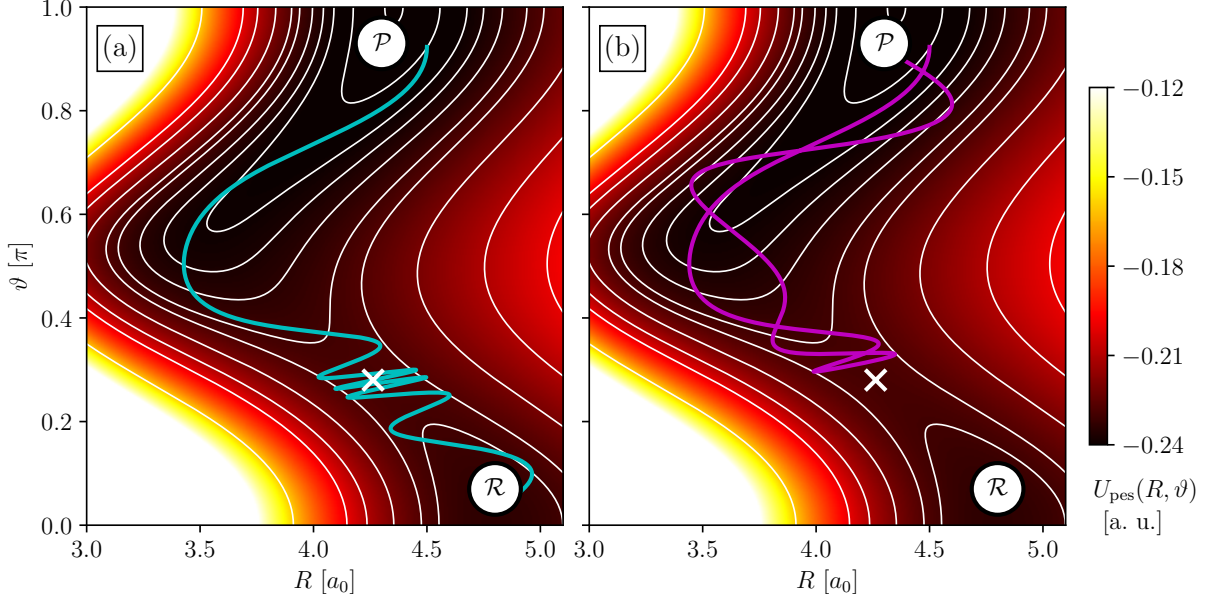 (a)
𝒫
ℛ
1.0
0.8
0.6
0.4
0.2
0.0
ϑ [π]
3.0 3.5 4.0 4.5 5.0
R [a₀]
(b)
𝒫
ℛ
3.0 3.5 4.0 4.5 5.0
R [a₀]
−0.12
−0.15
−0.18
−0.21
−0.24
U_pes(R, ϑ)
[a. u.]